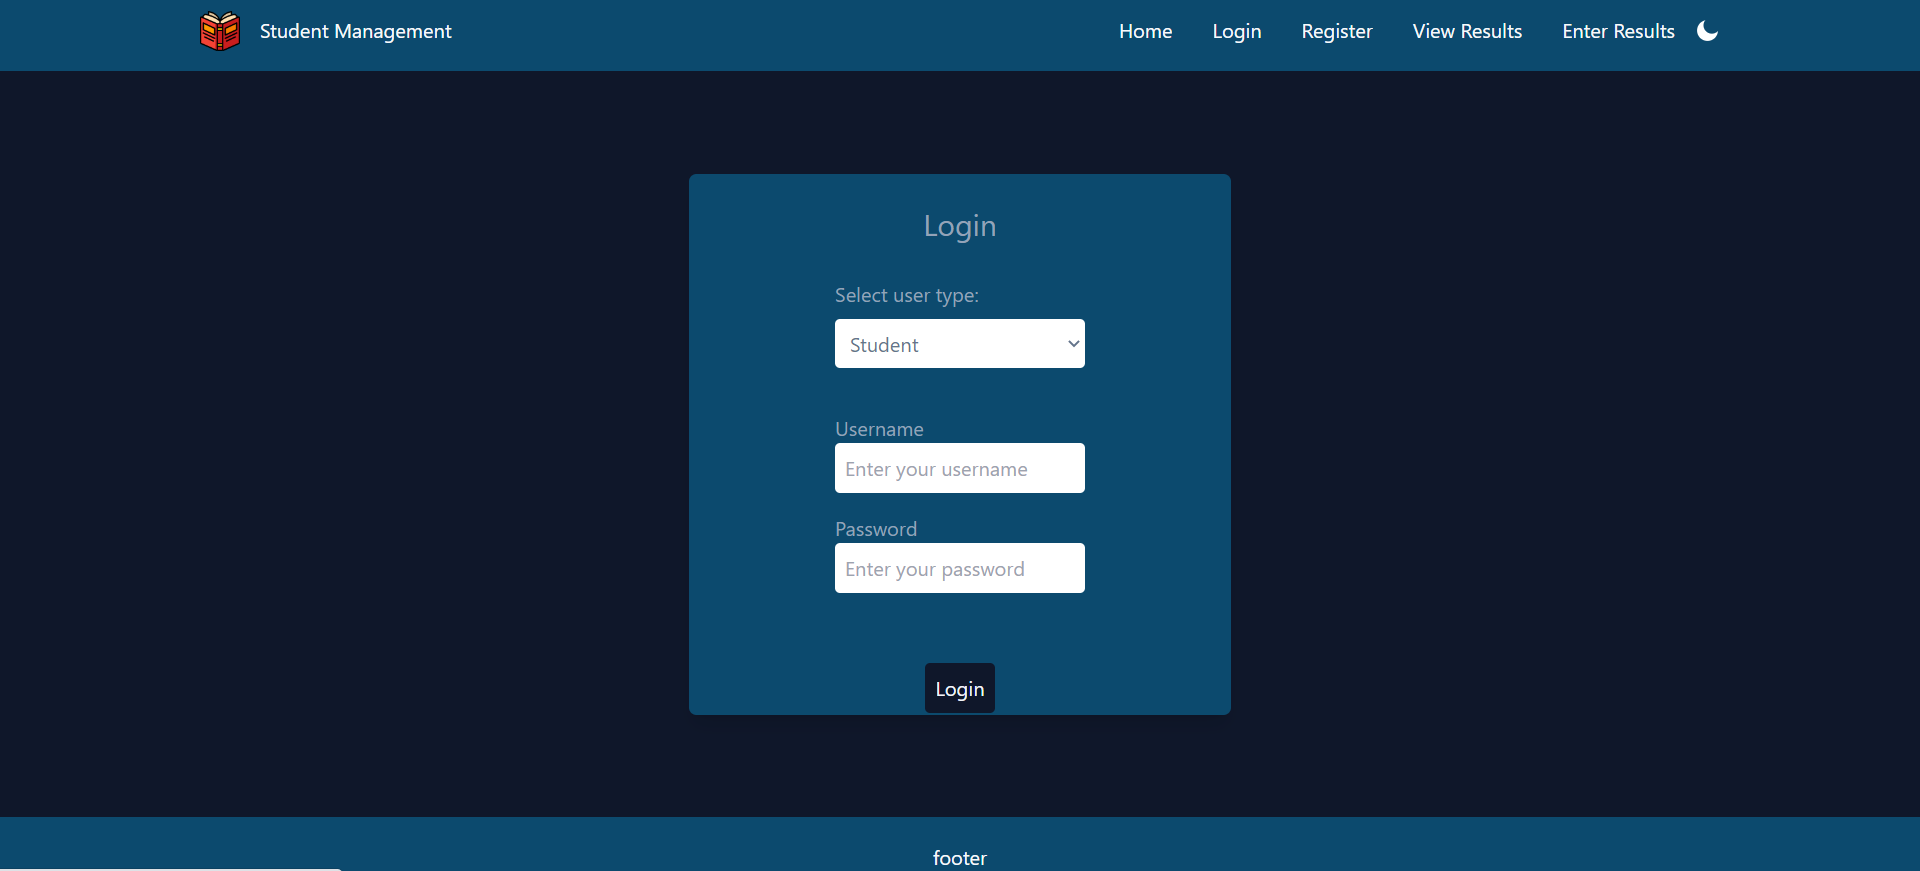 Student Management Home Login Register View Results Enter Results
Login
Select user type:
Student
Username
Enter your username
Password
Enter your password
Login
footer